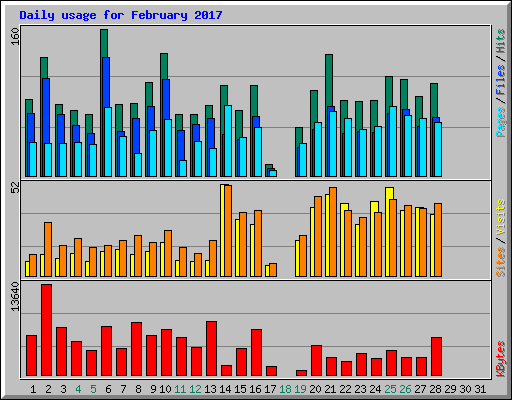 Daily usage for February 2017
160
52
13640
Pages/Files/Hits
Sites/Visits
KBytes
1 2 3 4 5 6 7 8 9 10 11 12 13 14 15 16 17 18 19 20 21 22 23 24 25 26 27 28 29 30 31